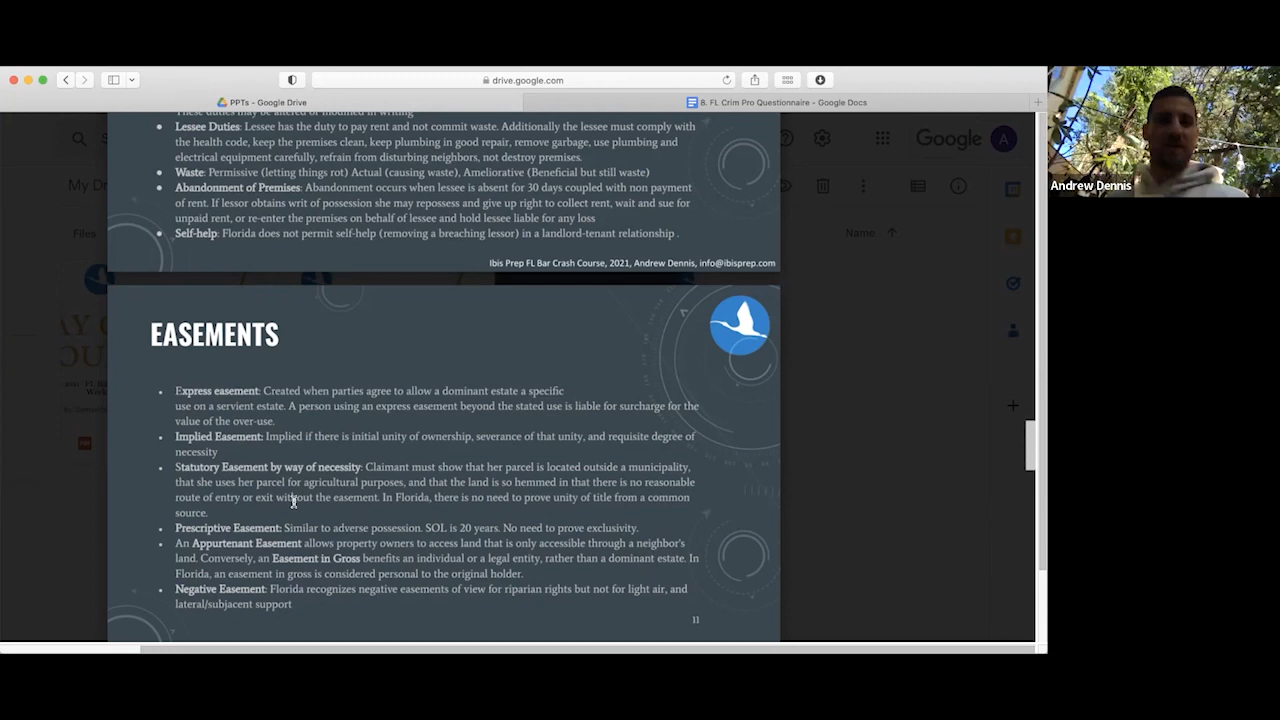 drive.google.com
PPTs - Google Drive
8. FL Crim Pro Questionnaire - Google Docs
These duties may be altered or modified in writing
Lessee Duties: Lessee has the duty to pay rent and not commit waste. Additionally the lessee must comply with
the health code, keep the premises clean, keep plumbing in good repair, remove garbage, use plumbing and
electrical equipment carefully, refrain from disturbing neighbors, not destroy premises.
Waste: Permissive (letting things rot) Actual (causing waste), Ameliorative (Beneficial but still waste)
Abandonment of Premises: Abandonment occurs when lessee is absent for 30 days coupled with non payment
of rent. If lessor obtains writ of possession she may repossess and give up right to collect rent, wait and sue for
unpaid rent, or re-enter the premises on behalf of lessee and hold lessee liable for any loss
Self-help: Florida does not permit self-help (removing a breaching lessor) in a landlord-tenant relationship .
Ibis Prep FL Bar Crash Course, 2021, Andrew Dennis, info@ibisprep.com
EASEMENTS
Express easement: Created when parties agree to allow a dominant estate a specific
use on a servient estate. A person using an express easement beyond the stated use is liable for surcharge for the
value of the over-use.
Implied Easement: Implied if there is initial unity of ownership, severance of that unity, and requisite degree of
necessity
Statutory Easement by way of necessity: Claimant must show that her parcel is located outside a municipality,
that she uses her parcel for agricultural purposes, and that the land is so hemmed in that there is no reasonable
route of entry or exit without the easement. In Florida, there is no need to prove unity of title from a common
source.
Prescriptive Easement: Similar to adverse possession. SOL is 20 years. No need to prove exclusivity.
An Appurtenant Easement allows property owners to access land that is only accessible through a neighbor's
land. Conversely, an Easement in Gross benefits an individual or a legal entity, rather than a dominant estate. In
Florida, an easement in gross is considered personal to the original holder.
Negative Easement: Florida recognizes negative easements of view for riparian rights but not for light air, and
lateral/subjacent support
11
My Dr
Files
Google
A
Name
Andrew Dennis